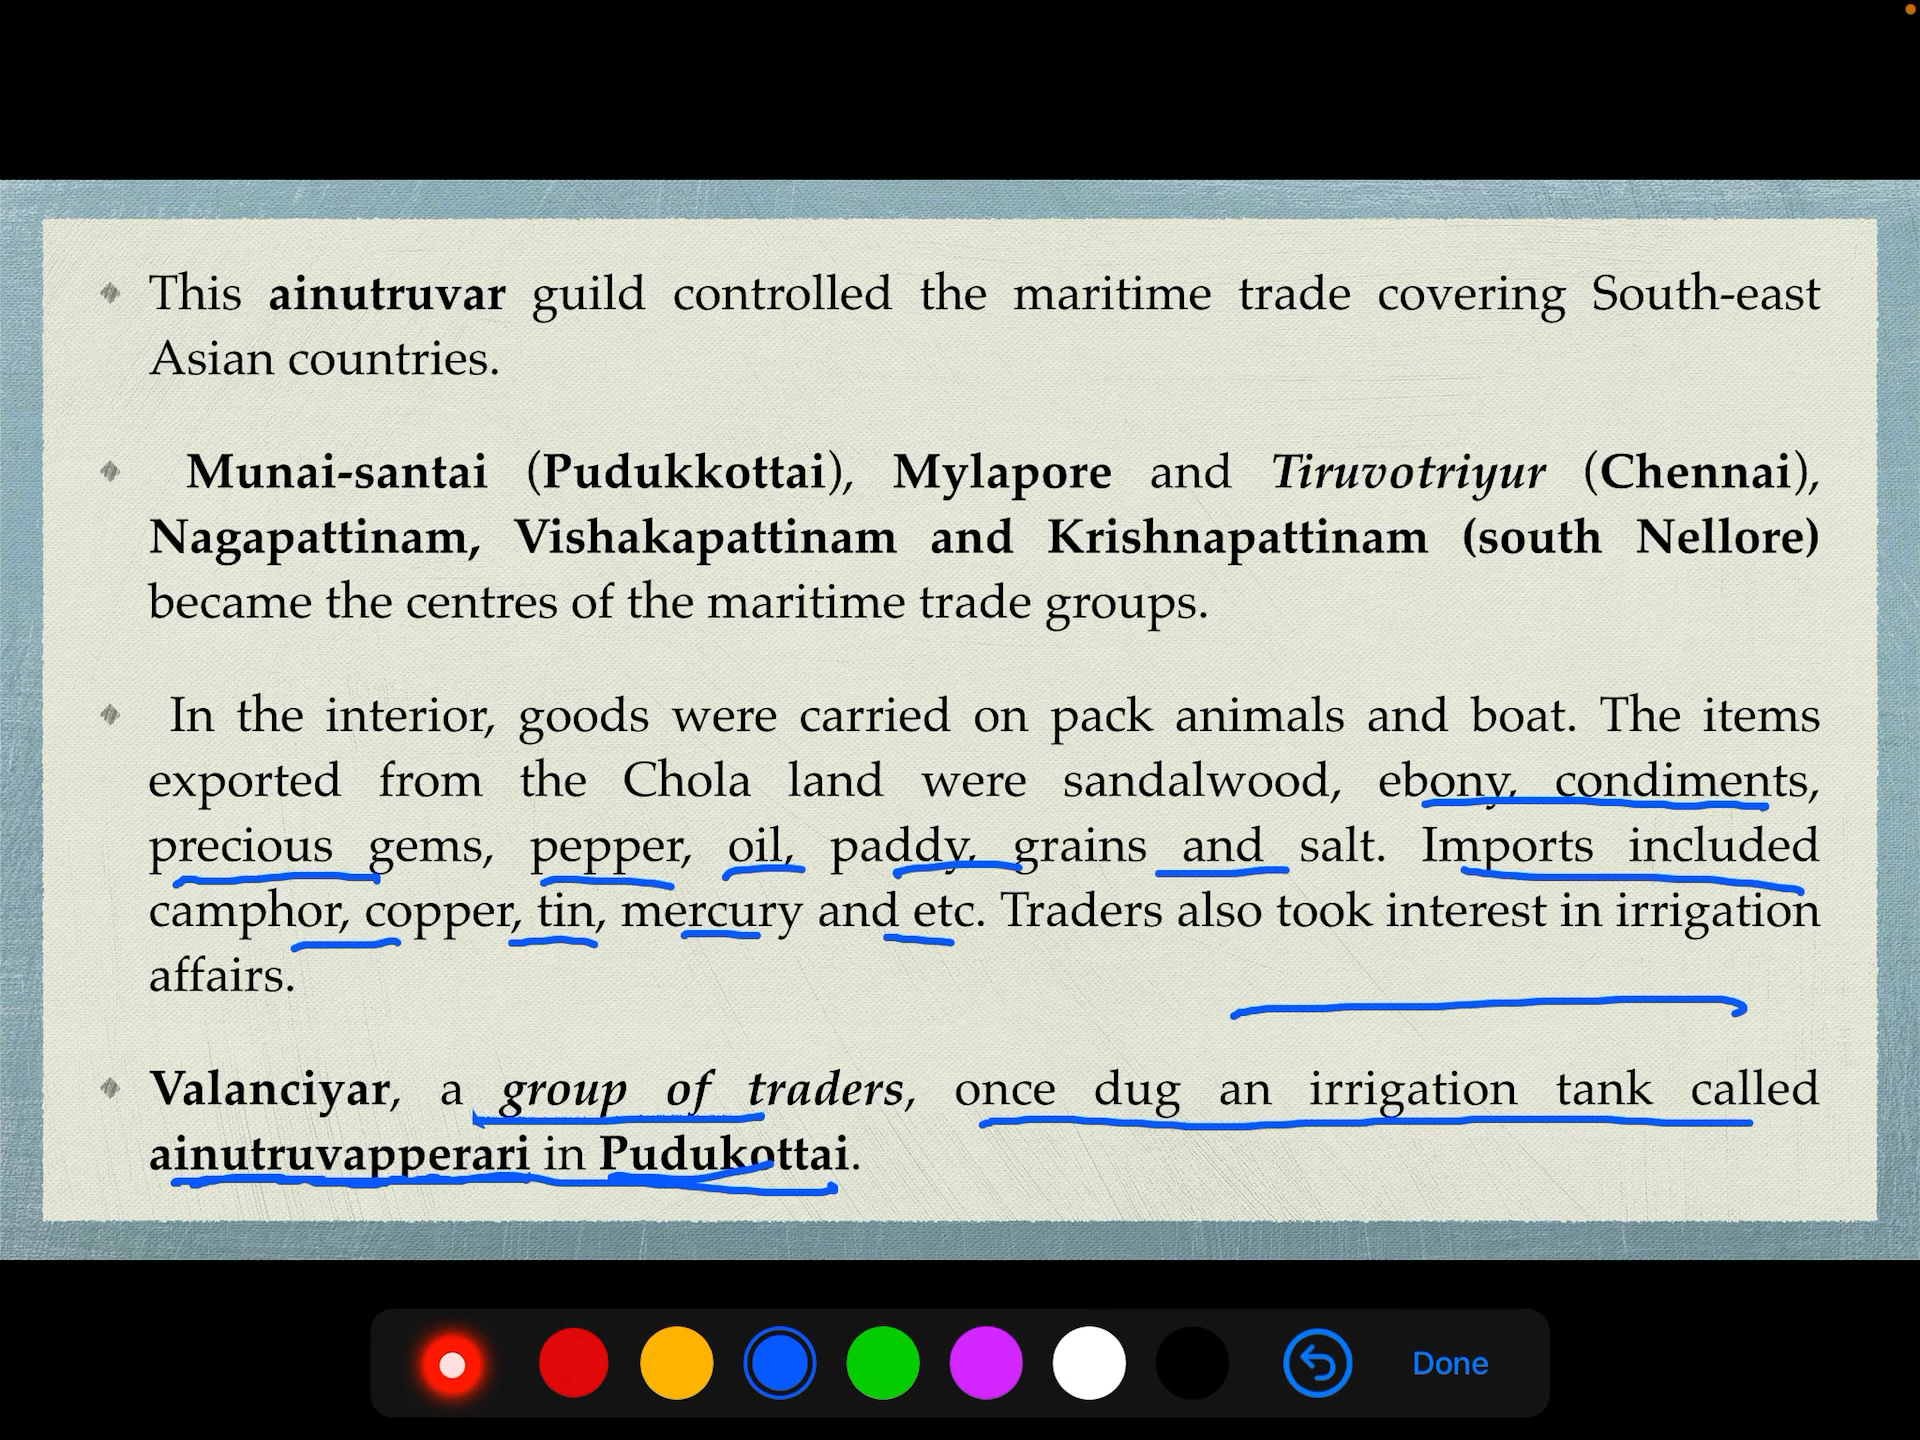 This ainutruvar guild controlled the maritime trade covering South-east
Asian countries.
Munai-santai (Pudukkottai), Mylapore and Tiruvotriyur (Chennai),
Nagapattinam, Vishakapattinam and Krishnapattinam (south Nellore)
became the centres of the maritime trade groups.
In the interior, goods were carried on pack animals and boat. The items
exported from the Chola land were sandalwood, ebony, condiments,
precious gems, pepper, oil, paddy, grains and salt. Imports included
camphor, copper, tin, mercury and etc. Traders also took interest in irrigation
affairs.
Valanciyar, a group of traders, once dug an irrigation tank called
ainutruvapperari in Pudukottai.
Done